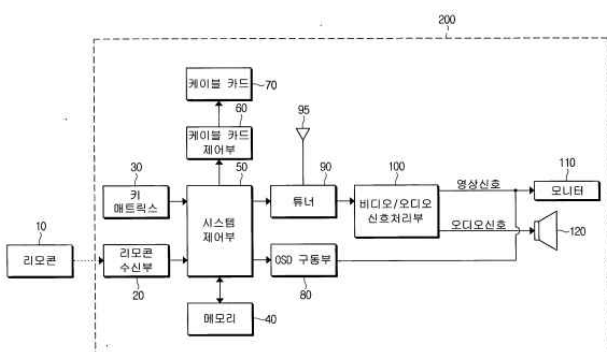 200
케이블 카드
70
60
95
케이블 카드
제어부
30
50
90
100
110
키
매트릭스
시스템
제어부
튜너
비디오/오디오
신호처리부
영상신호
모니터
10
오디오신호
120
리모콘
리모콘
수신부
OSD 구동부
20
80
메모리
40